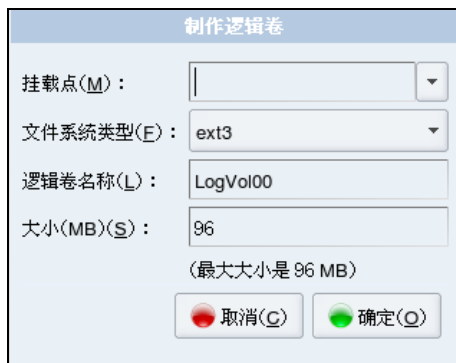 制作逻辑卷
挂载点(M)：
文件系统类型(F)： ext3
逻辑卷名称(L)： LogVol00
大小(MB)(S)： 96
(最大大小是 96 MB)
取消(C) 确定(O)